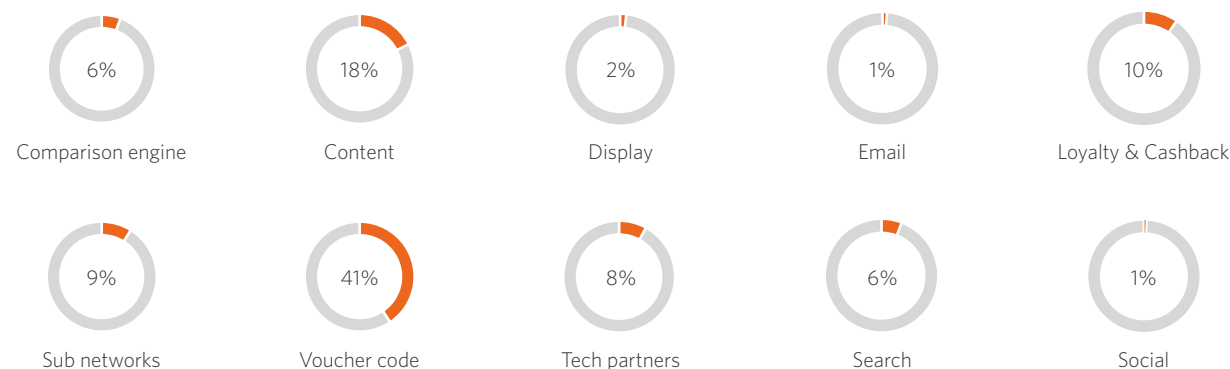 6%
18%
2%
1%
10%
Comparison engine
Content
Display
Email
Loyalty & Cashback
9%
41%
8%
6%
1%
Sub networks
Voucher code
Tech partners
Search
Social